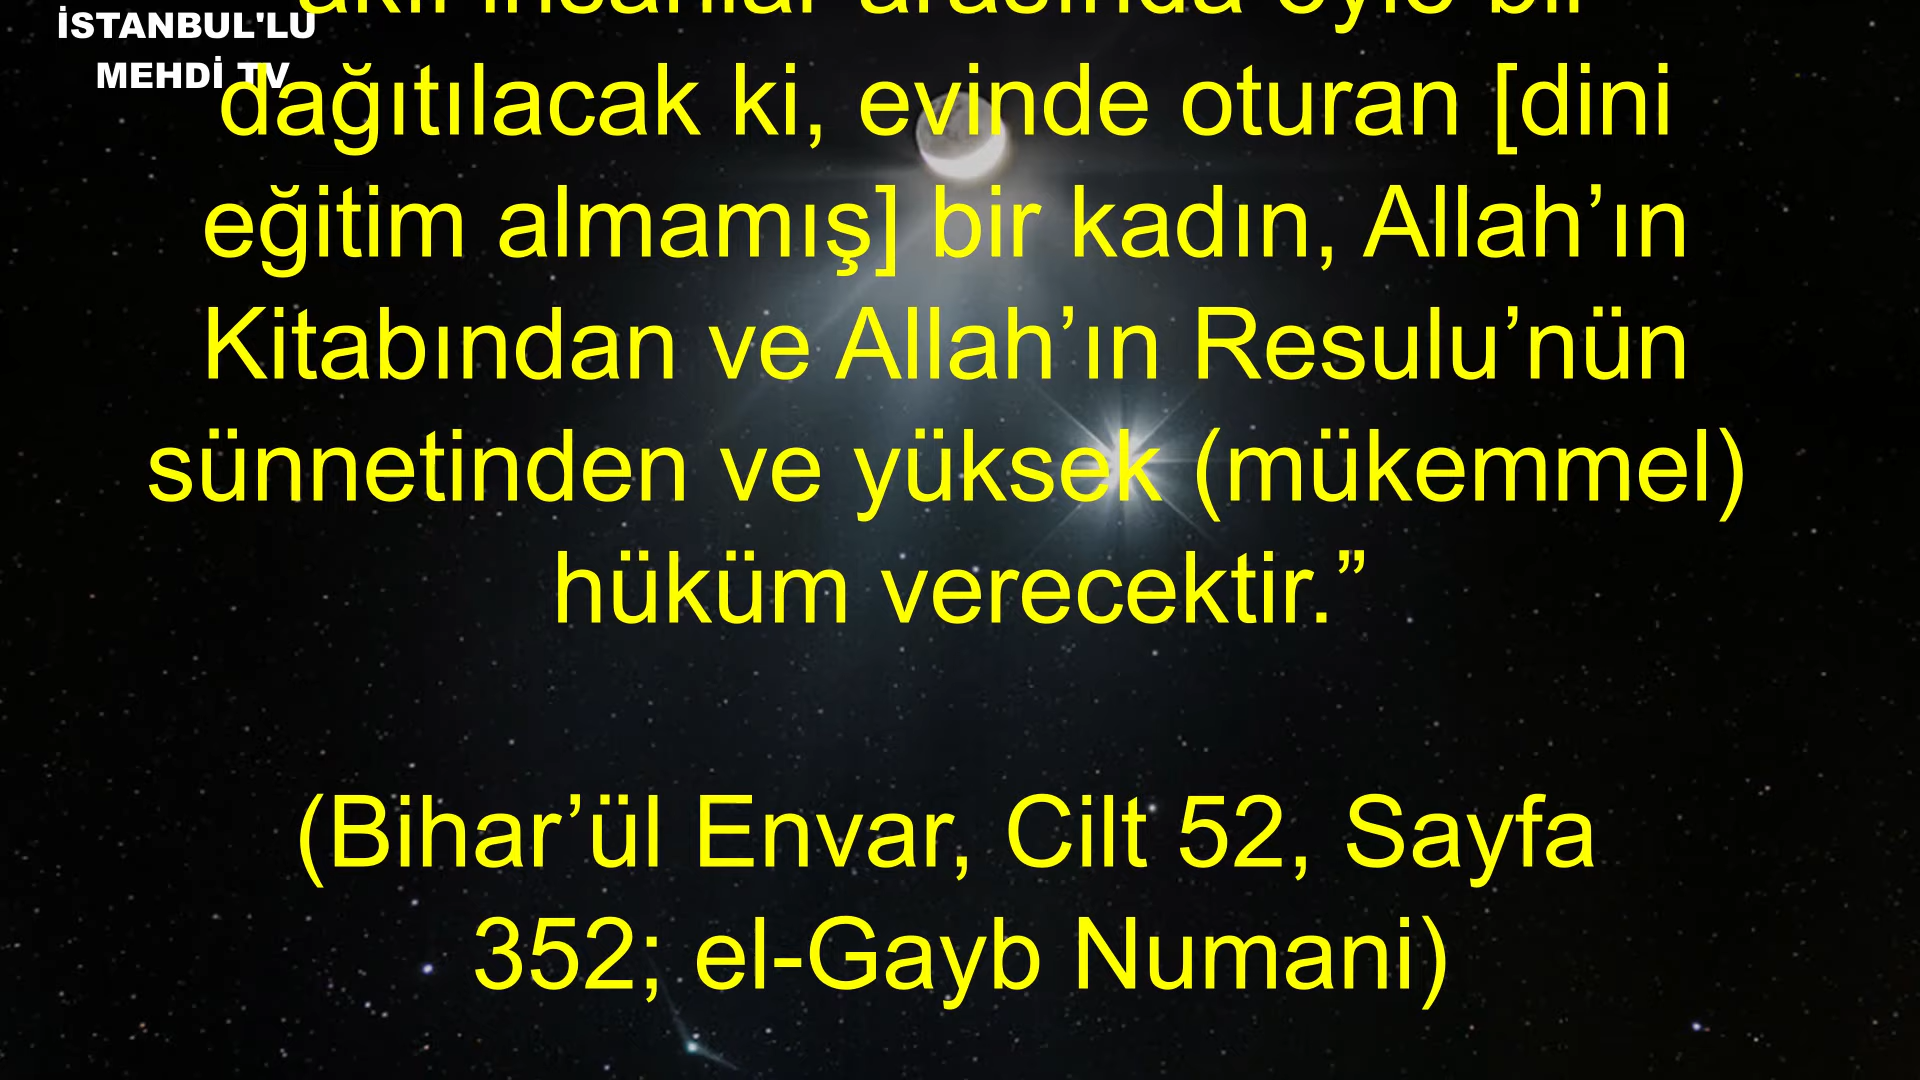 İSTANBUL'LU
MEHDİ TV
akıl insanlar arasında öyle bir
dağıtılacak ki, evinde oturan [dini
eğitim almamış] bir kadın, Allah’ın
Kitabından ve Allah’ın Resulu’nün
sünnetinden ve yüksek (mükemmel)
hüküm verecektir.”
(Bihar’ül Envar, Cilt 52, Sayfa
352; el-Gayb Numani)